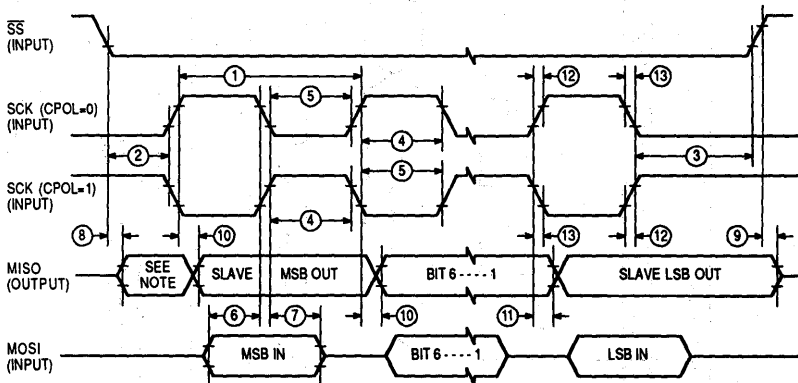 SS
(INPUT)
1 12 13
SCK (CPOL=0)
(INPUT)
5
4
2 3
5
SCK (CPOL=1)
(INPUT)
4
8 10 13 12 9
MISO
(OUTPUT)
SEE
NOTE
SLAVE MSB OUT
BIT 6 - - - - 1
SLAVE LSB OUT
6 7 10 11
MOSI
(INPUT)
MSB IN
BIT 6 - - - - 1
LSB IN